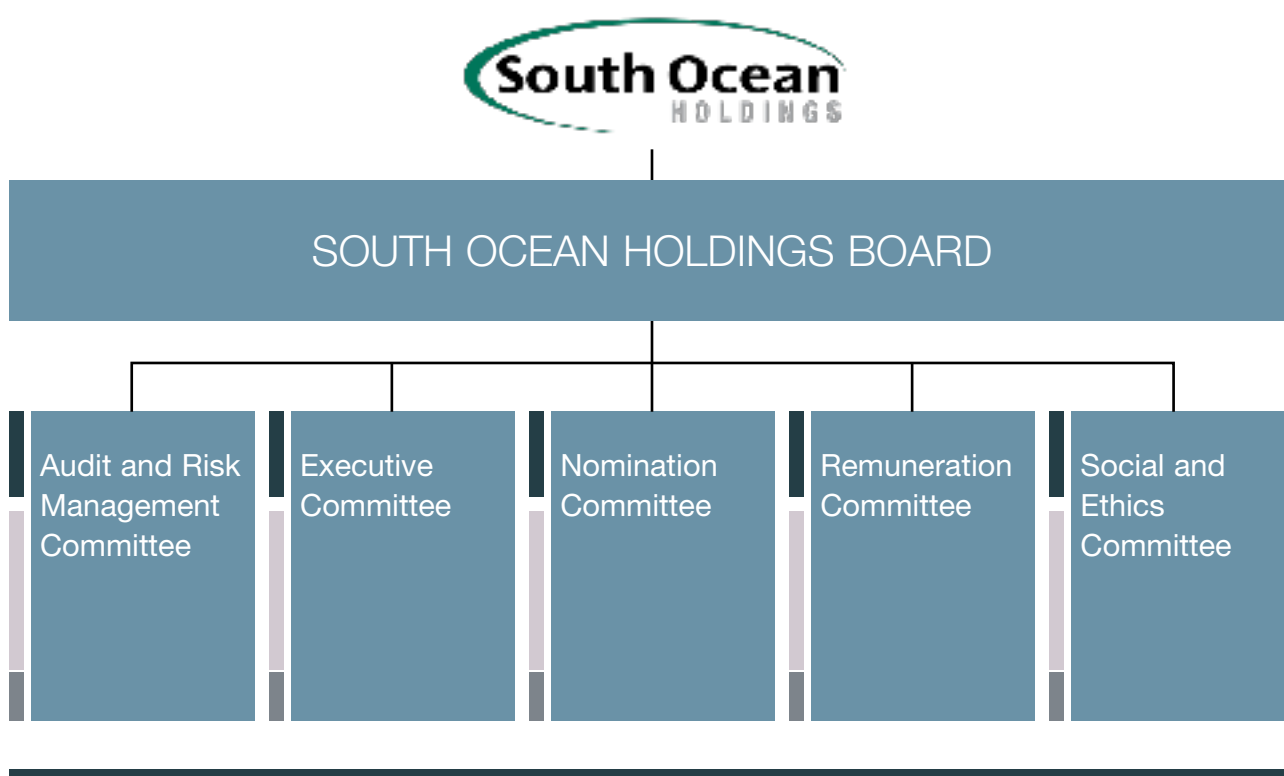 South Ocean
HOLDINGS
SOUTH OCEAN HOLDINGS BOARD
Audit and Risk
Management
Committee
Executive
Committee
Nomination
Committee
Remuneration
Committee
Social and
Ethics
Committee